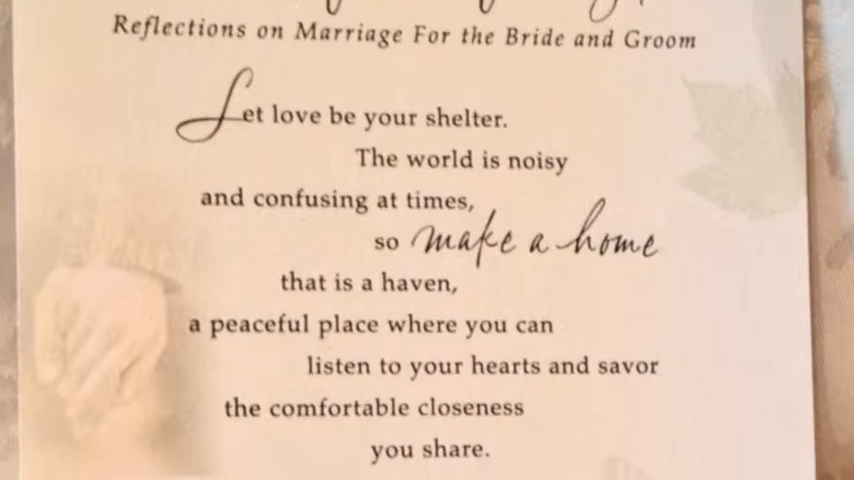 Reflections on Marriage For the Bride and Groom
Let love be your shelter.
The world is noisy
and confusing at times,
so make a home
that is a haven,
a peaceful place where you can
listen to your hearts and savor
the comfortable closeness
you share.